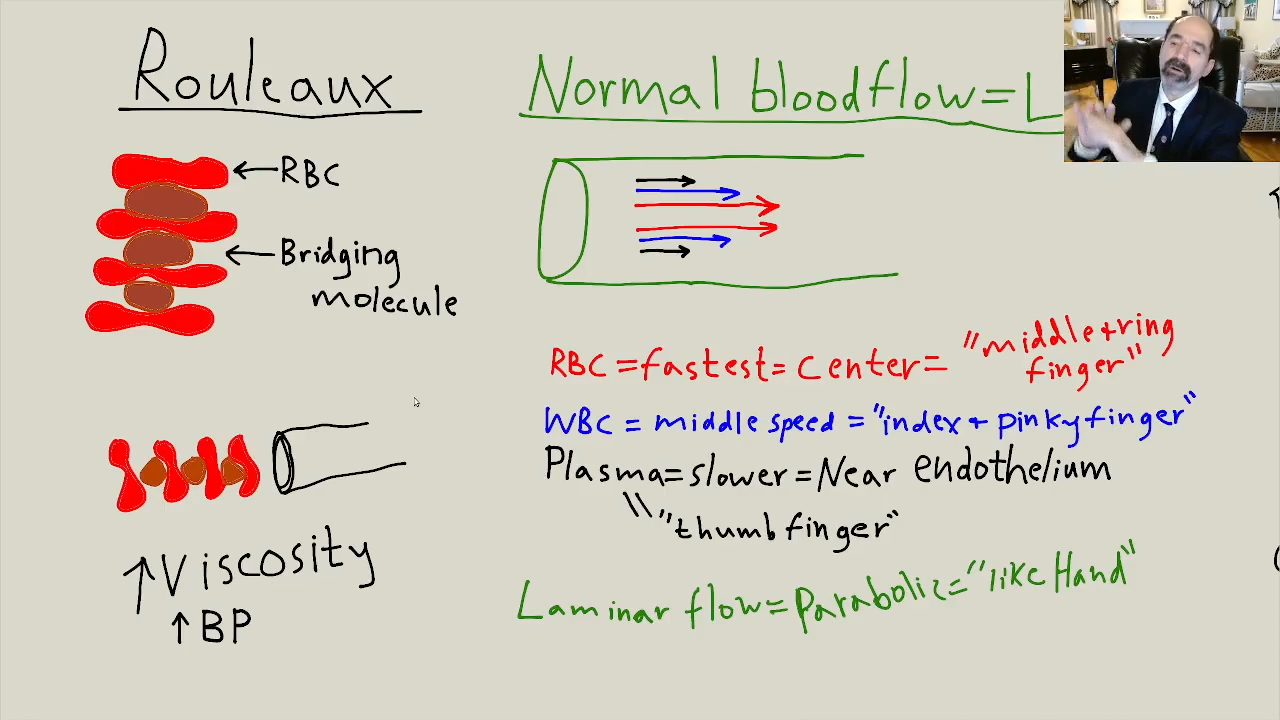 Rouleaux
← RBC
← Bridging
molecule
↑ Viscosity
↑ BP
Normal bloodflow = L
RBC = fastest = center = "middle + ring
finger"
WBC = middle speed = "index + pinky finger"
Plasma = slower = Near endothelium
\\ "thumb finger"
Laminar flow = Parabolic = "like Hand"